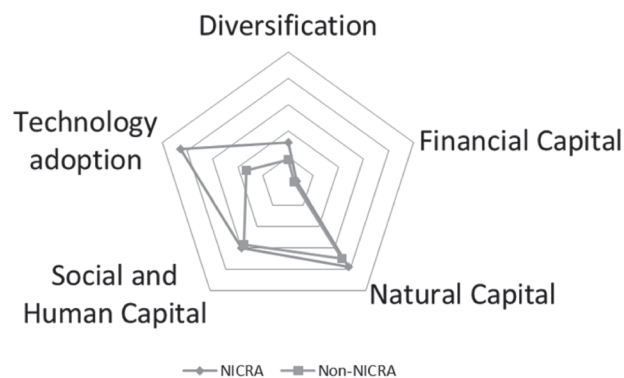 Diversification
Technology
adoption
Financial Capital
Social and
Human Capital
Natural Capital
NICRA
Non-NICRA